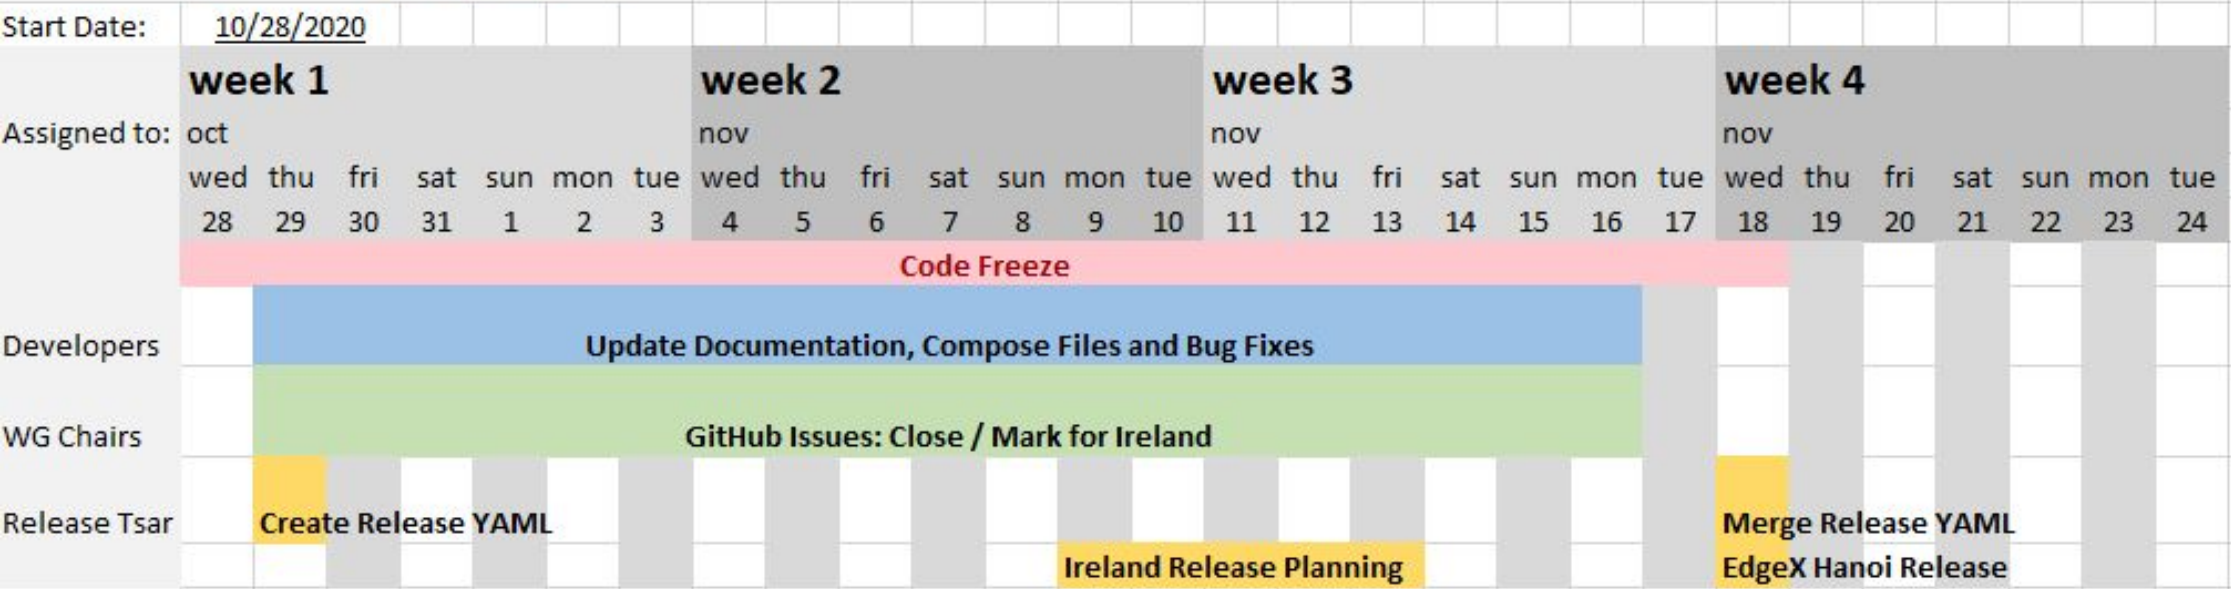 Start Date: 10/28/2020
week 1 week 2 week 3 week 4
Assigned to: oct nov nov nov
wed thu fri sat sun mon tue wed thu fri sat sun mon tue wed thu fri sat sun mon tue wed thu fri sat sun mon tue
28 29 30 31 1 2 3 4 5 6 7 8 9 10 11 12 13 14 15 16 17 18 19 20 21 22 23 24
Code Freeze
Developers Update Documentation, Compose Files and Bug Fixes
WG Chairs GitHub Issues: Close / Mark for Ireland
Release Tsar Create Release YAML Merge Release YAML
Ireland Release Planning EdgeX Hanoi Release